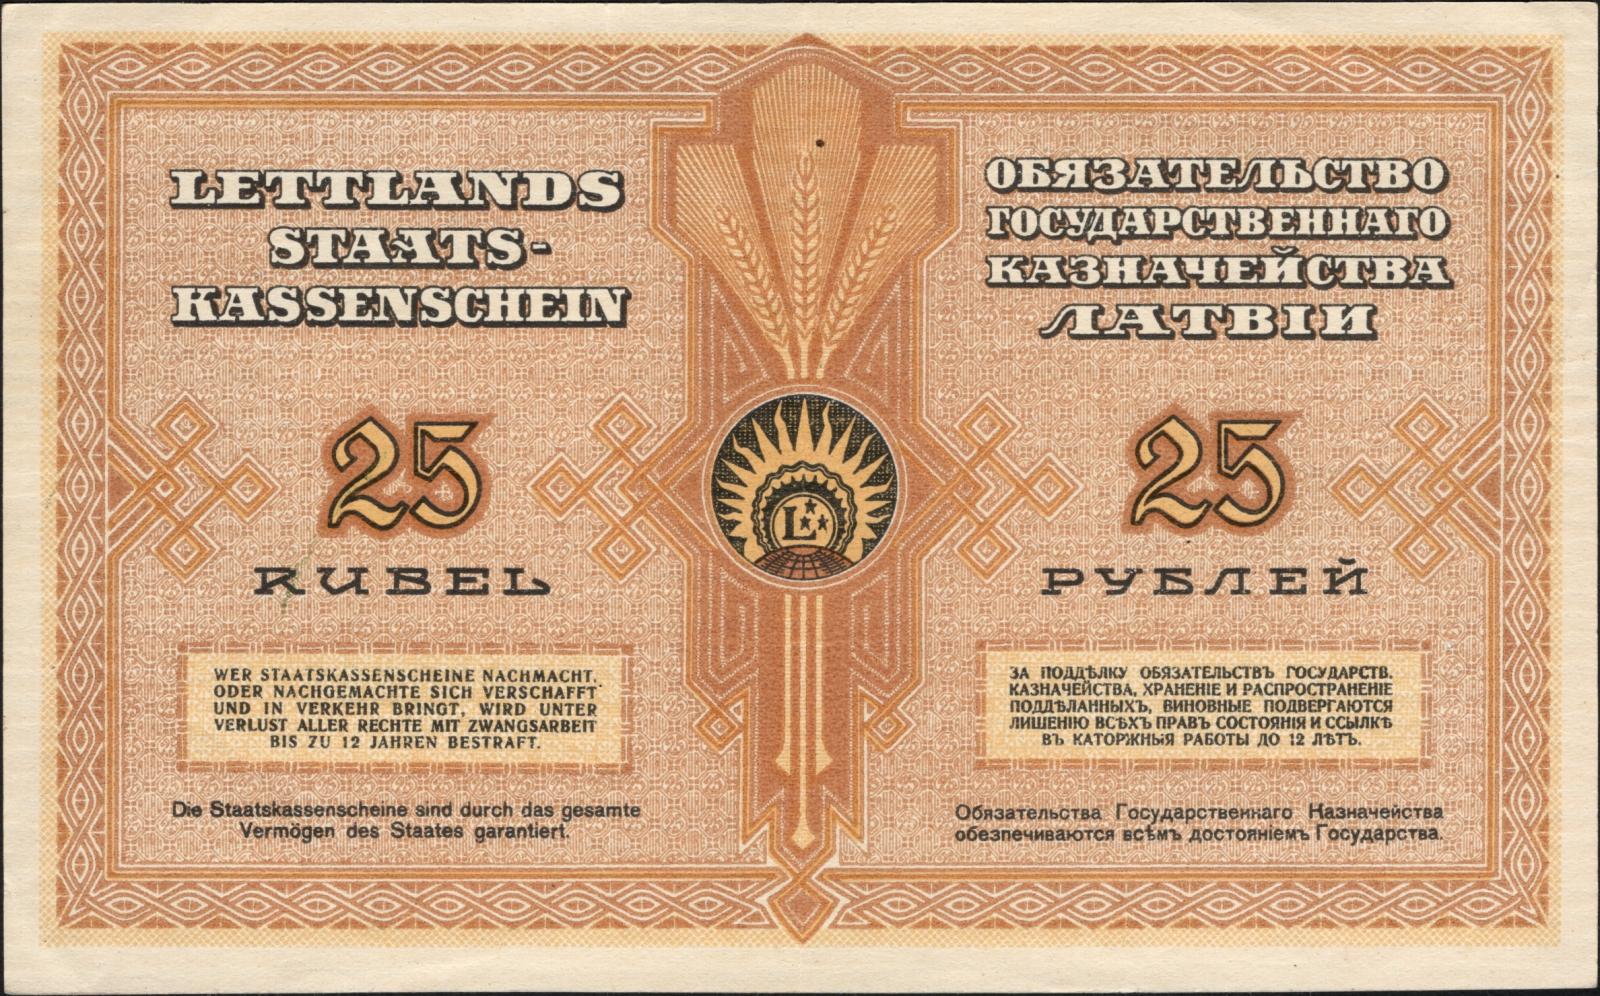 LETTLANDS
STAATS-
KASSENSCHEIN
25
RUBEL
WER STAATSKASSENSCHEINE NACHMACHT,
ODER NACHGEMACHTE SICH VERSCHAFFT
UND IN VERKEHR BRINGT, WIRD UNTER
VERLUST ALLER RECHTE MIT ZWANGSARBEIT
BIS ZU 12 JAHREN BESTRAFT.
Die Staatskassenscheine sind durch das gesamte
Vermögen des Staates garantiert.
L
ОБЯЗАТЕЛЬСТВО
ГОСУДАРСТВЕННАГО
КАЗНАЧЕЙСТВА
ЛАТВІИ
25
РУБЛЕЙ
ЗА ПОДДѢЛКУ ОБЯЗАТЕЛЬСТВЪ ГОСУДАРСТВ.
КАЗНАЧЕЙСТВА, ХРАНЕНІЕ И РАСПРОСТРАНЕНІЕ
ПОДДѢЛАННЫХЪ, ВИНОВНЫЕ ПОДВЕРГАЮТСЯ
ЛИШЕНІЮ ВСѢХЪ ПРАВЪ СОСТОЯНІЯ И ССЫЛКѢ
ВЪ КАТОРЖНЫЯ РАБОТЫ ДО 12 ЛѢТЪ.
Обязательства Государственнаго Казначейства
обезпечиваются всѣмъ достояніемъ Государства.